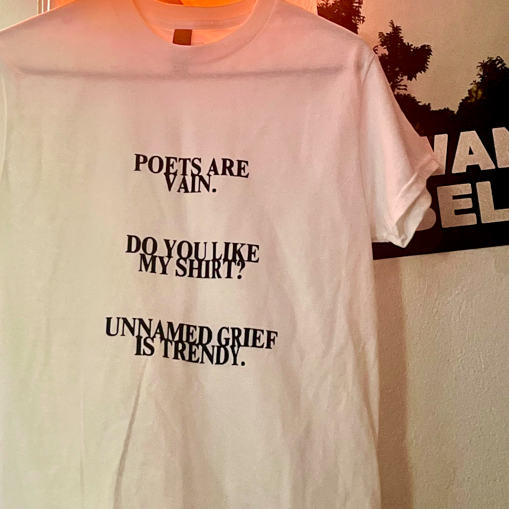 POETS ARE
VAIN.
DO YOU LIKE
MY SHIRT?
UNNAMED GRIEF
IS TRENDY.